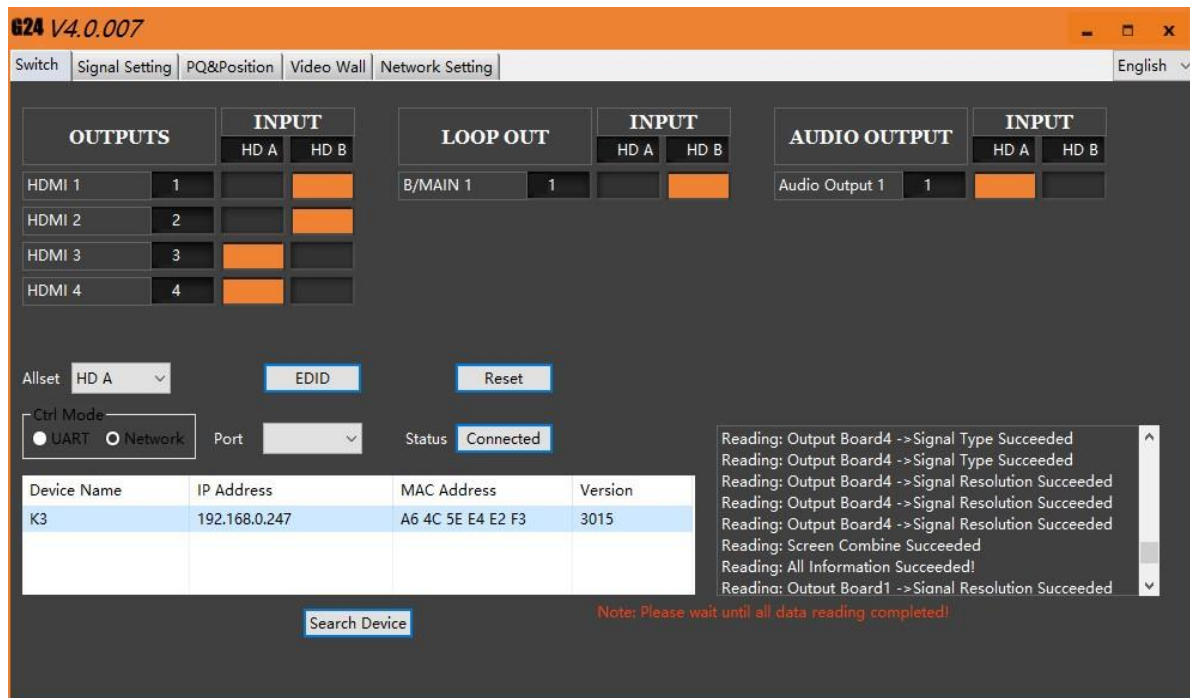 G24 V4.0.007
Switch Signal Setting PQ&Position Video Wall Network Setting English
OUTPUTS INPUT
HD A HD B
HDMI 1 1
HDMI 2 2
HDMI 3 3
HDMI 4 4
LOOP OUT INPUT
HD A HD B
B/MAIN 1 1
AUDIO OUTPUT INPUT
HD A HD B
Audio Output 1 1
Allset HD A EDID Reset
Ctrl Mode
UART Network Port Status Connected
Device Name IP Address MAC Address Version
K3 192.168.0.247 A6 4C 5E E4 E2 F3 3015
Search Device
Reading: Output Board4 ->Signal Type Succeeded
Reading: Output Board4 ->Signal Type Succeeded
Reading: Output Board4 ->Signal Resolution Succeeded
Reading: Output Board4 ->Signal Resolution Succeeded
Reading: Output Board4 ->Signal Resolution Succeeded
Reading: Screen Combine Succeeded
Reading: All Information Succeeded!
Reading: Output Board1 ->Signal Resolution Succeeded
Note: Please wait until all data reading completed!